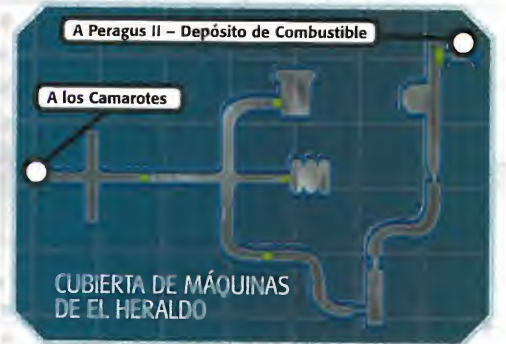 A Peragus II – Depósito de Combustible
A los Camarotes
CUBIERTA DE MÁQUINAS
DE EL HERALDO